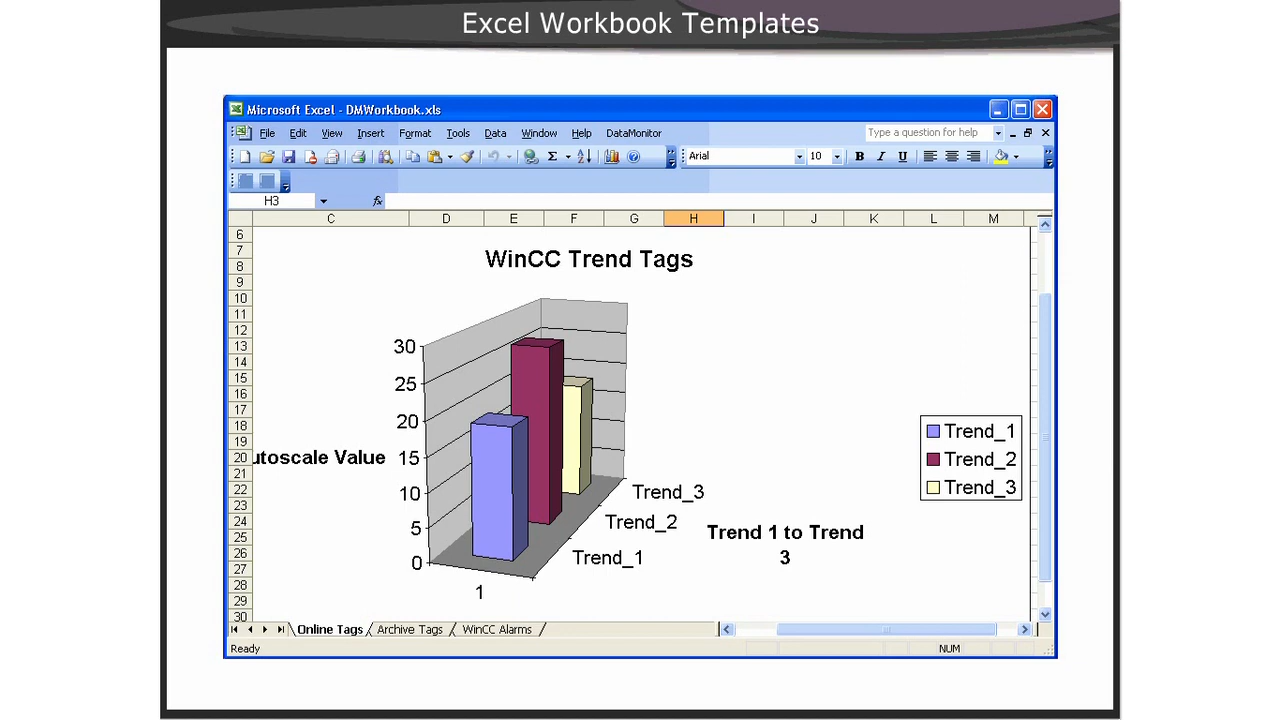 Excel Workbook Templates
Microsoft Excel - DMWorkbook.xls
File Edit View Insert Format Tools Data Window Help DataMonitor
Type a question for help
Arial 10 B I U
H3 fx
C D E F G H I J K L M
6
7
8
9
10
11
12
13
14
15
16
17
18
19
20
21
22
23
24
25
26
27
28
29
30
WinCC Trend Tags
30
25
20
15
10
5
0
utoscale Value
Trend_3
Trend_2
Trend_1
1
Trend 1 to Trend
3
Trend_1
Trend_2
Trend_3
Online Tags Archive Tags WinCC Alarms
Ready NUM